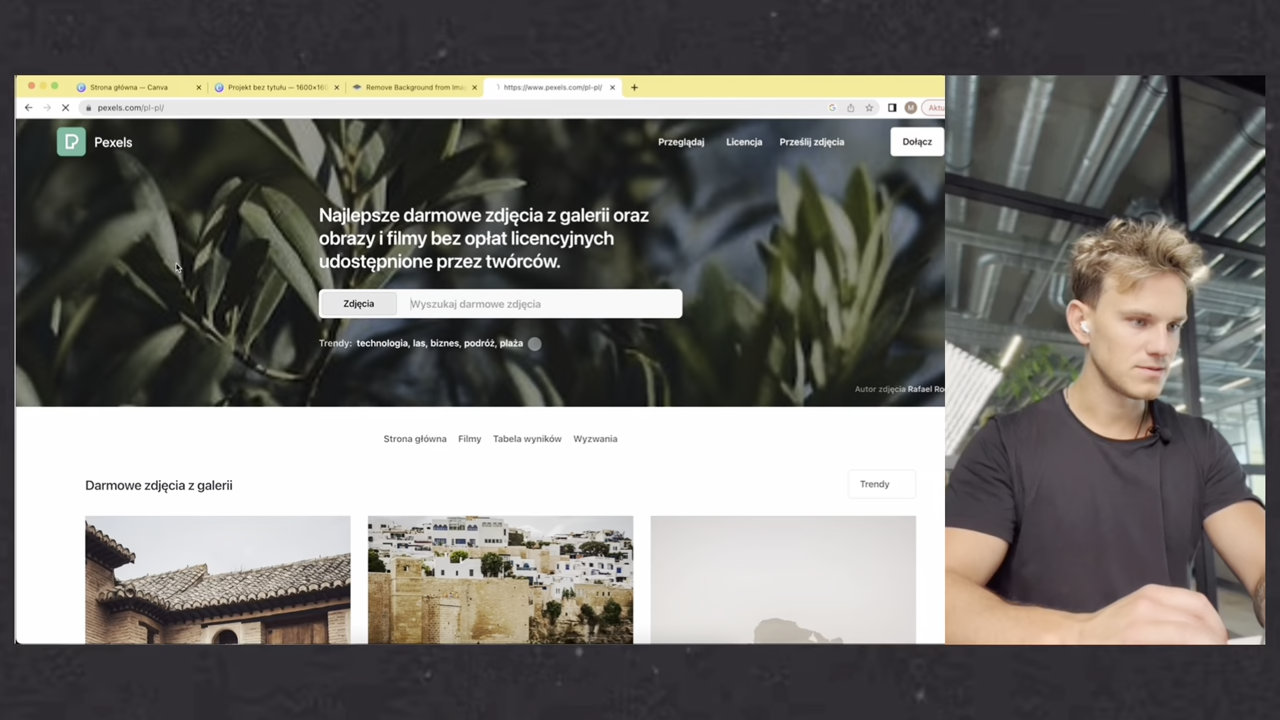 Strona główna — Canva
Projekt bez tytułu — 1600×160
Remove Background from Ima
https://www.pexels.com/pl-pl/
pexels.com/pl-pl/
Aktu
Pexels
Przeglądaj
Licencja
Prześlij zdjęcia
Dołącz
Najlepsze darmowe zdjęcia z galerii oraz
obrazy i filmy bez opłat licencyjnych
udostępnione przez twórców.
Zdjęcia
Wyszukaj darmowe zdjęcia
Trendy: technologia, las, biznes, podróż, plaża
Autor zdjęcia Rafael Ro
Strona główna
Filmy
Tabela wyników
Wyzwania
Darmowe zdjęcia z galerii
Trendy